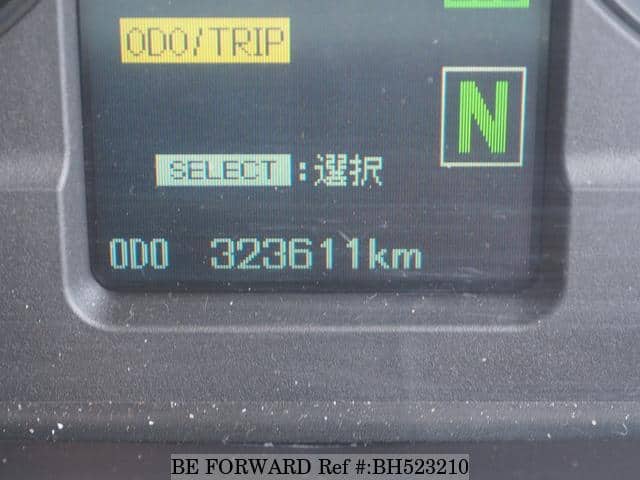 ODO/TRIP
N
SELECT :選択
ODO 323611km
BE FORWARD Ref #:BH523210